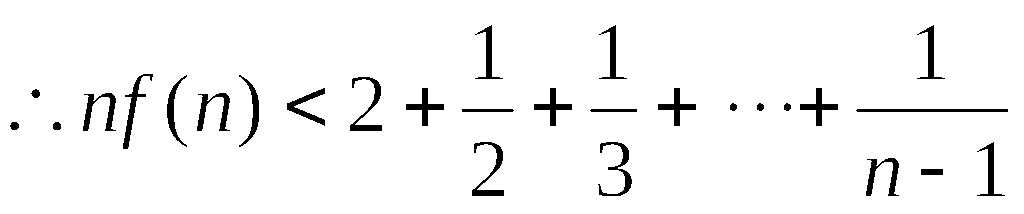 ∴ nf(n) < 2 + 1/2 + 1/3 + ⋯ + 1/(n - 1)